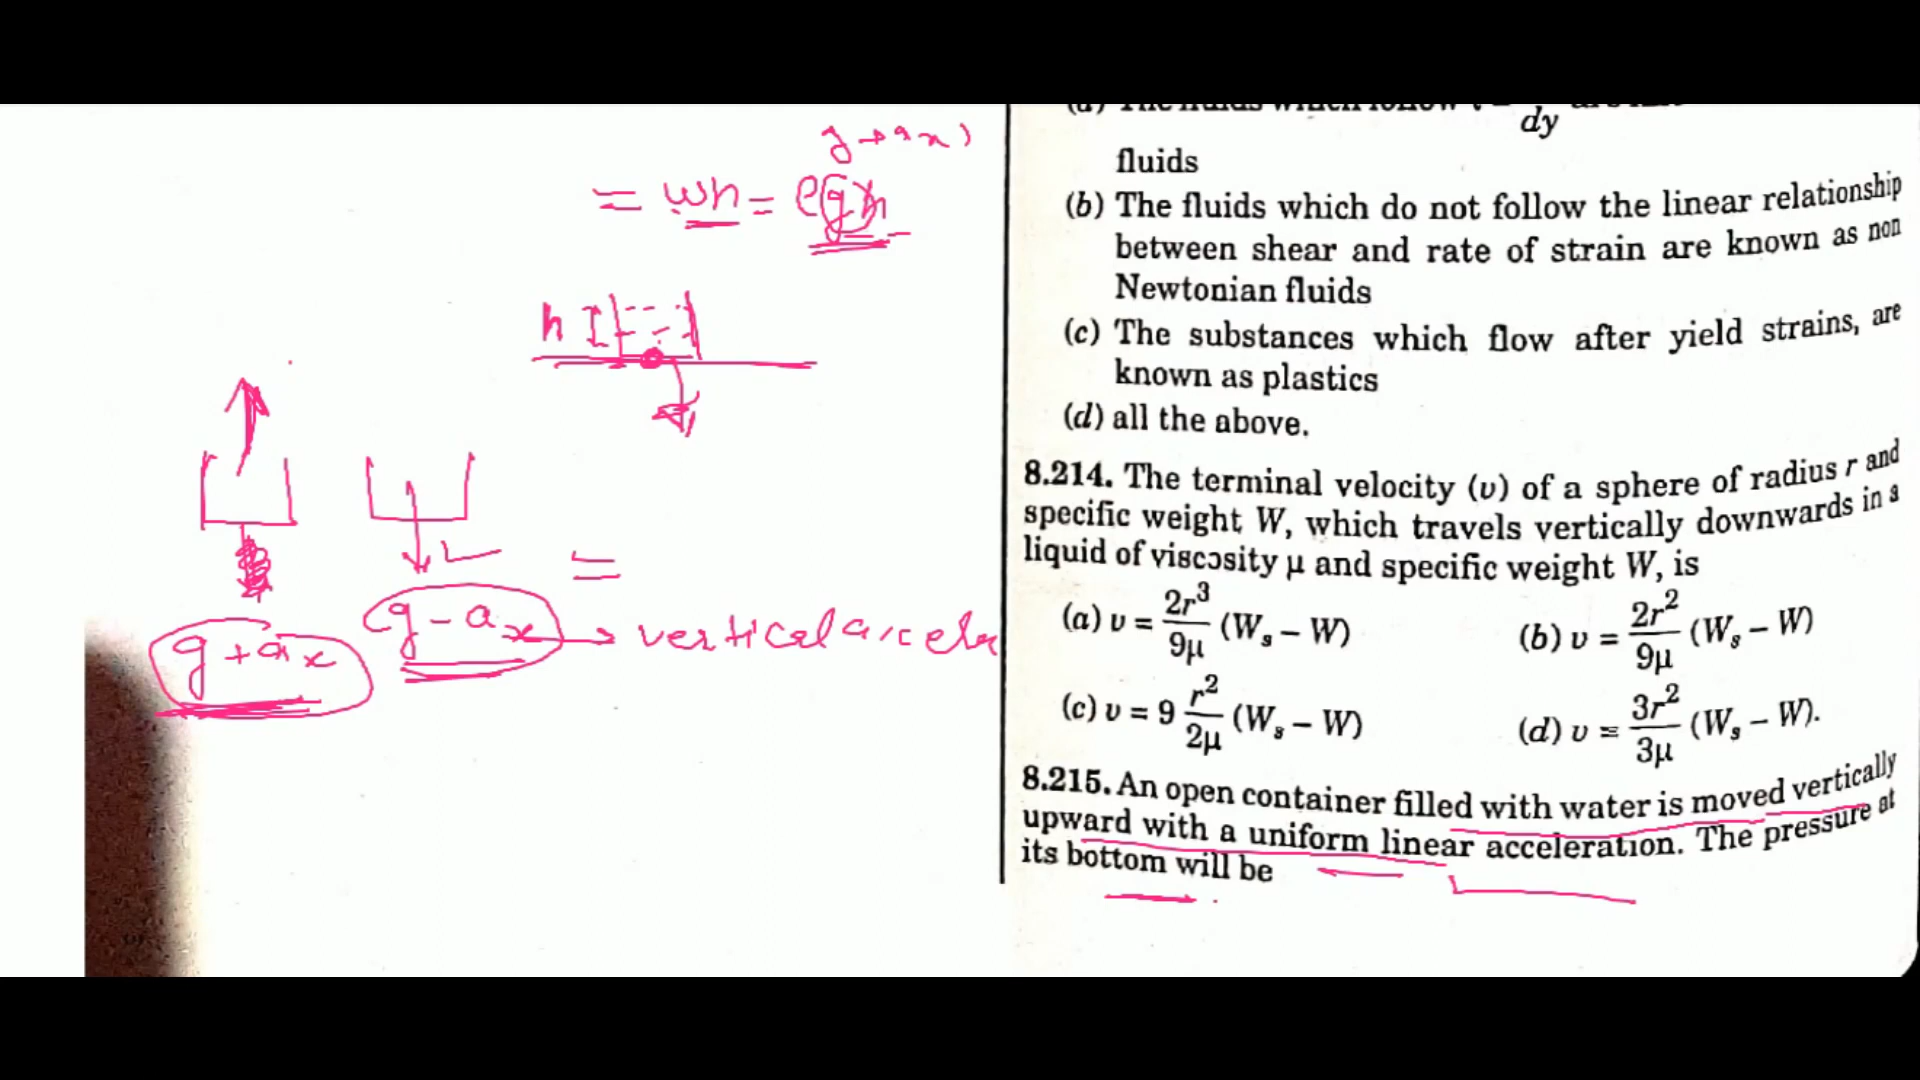 g + a x )
= wh = ρ(g)h
h
=
g + a x
(g - a x → vertical accele
dy
fluids
(b) The fluids which do not follow the linear relationship
between shear and rate of strain are known as non
Newtonian fluids
(c) The substances which flow after yield strains, are
known as plastics
(d) all the above.
8.214. The terminal velocity (υ) of a sphere of radius r and
specific weight W, which travels vertically downwards in a
liquid of viscosity μ and specific weight W, is
(a) υ = 2r³/9μ (Wₛ – W) (b) υ = 2r²/9μ (Wₛ – W)
(c) υ = 9 r²/2μ (Wₛ – W) (d) υ = 3r²/3μ (Wₛ – W).
8.215. An open container filled with water is moved vertically
upward with a uniform linear acceleration. The pressure at
its bottom will be